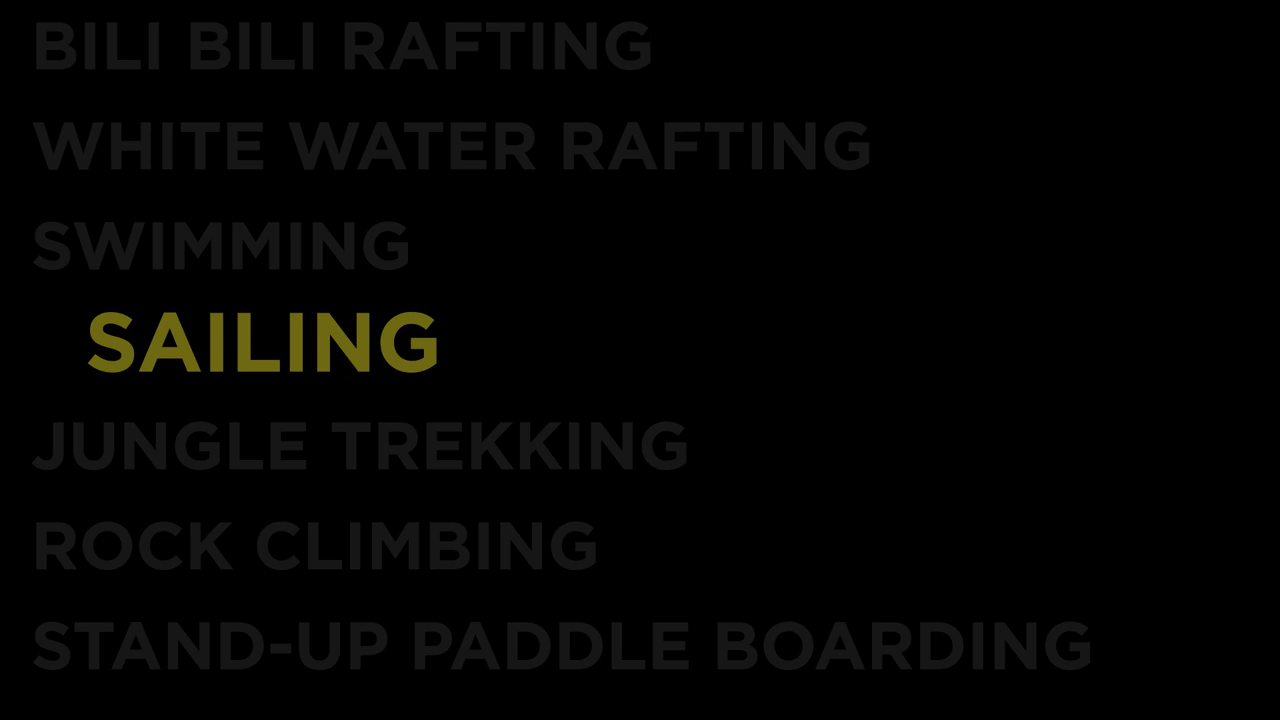 BILI BILI RAFTING
WHITE WATER RAFTING
SWIMMING
SAILING
JUNGLE TREKKING
ROCK CLIMBING
STAND-UP PADDLE BOARDING